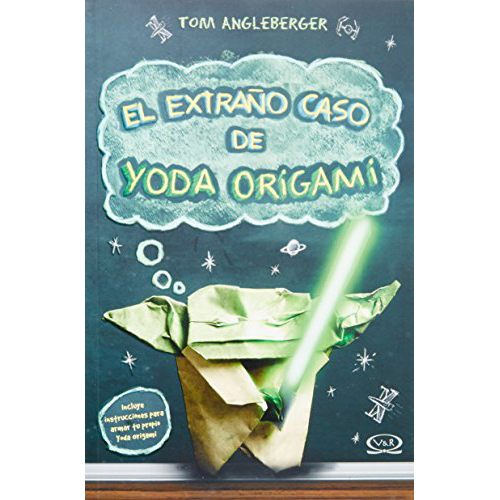 TOM ANGLEBERGER
EL EXTRAÑO CASO
DE
YODA ORIGAMI
Incluye
instrucciones para
armar tu propio
Yoda origami
V&R